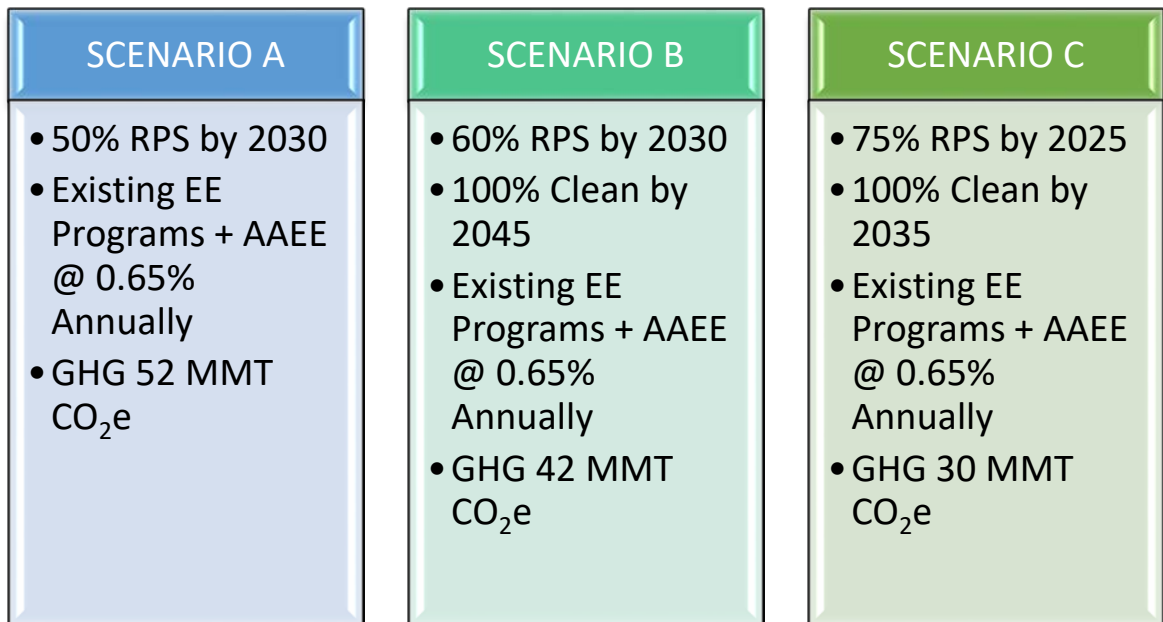 SCENARIO A
• 50% RPS by 2030
• Existing EE
Programs + AAEE
@ 0.65%
Annually
• GHG 52 MMT
CO₂e
SCENARIO B
• 60% RPS by 2030
• 100% Clean by
2045
• Existing EE
Programs + AAEE
@ 0.65%
Annually
• GHG 42 MMT
CO₂e
SCENARIO C
• 75% RPS by 2025
• 100% Clean by
2035
• Existing EE
Programs + AAEE
@ 0.65%
Annually
• GHG 30 MMT
CO₂e